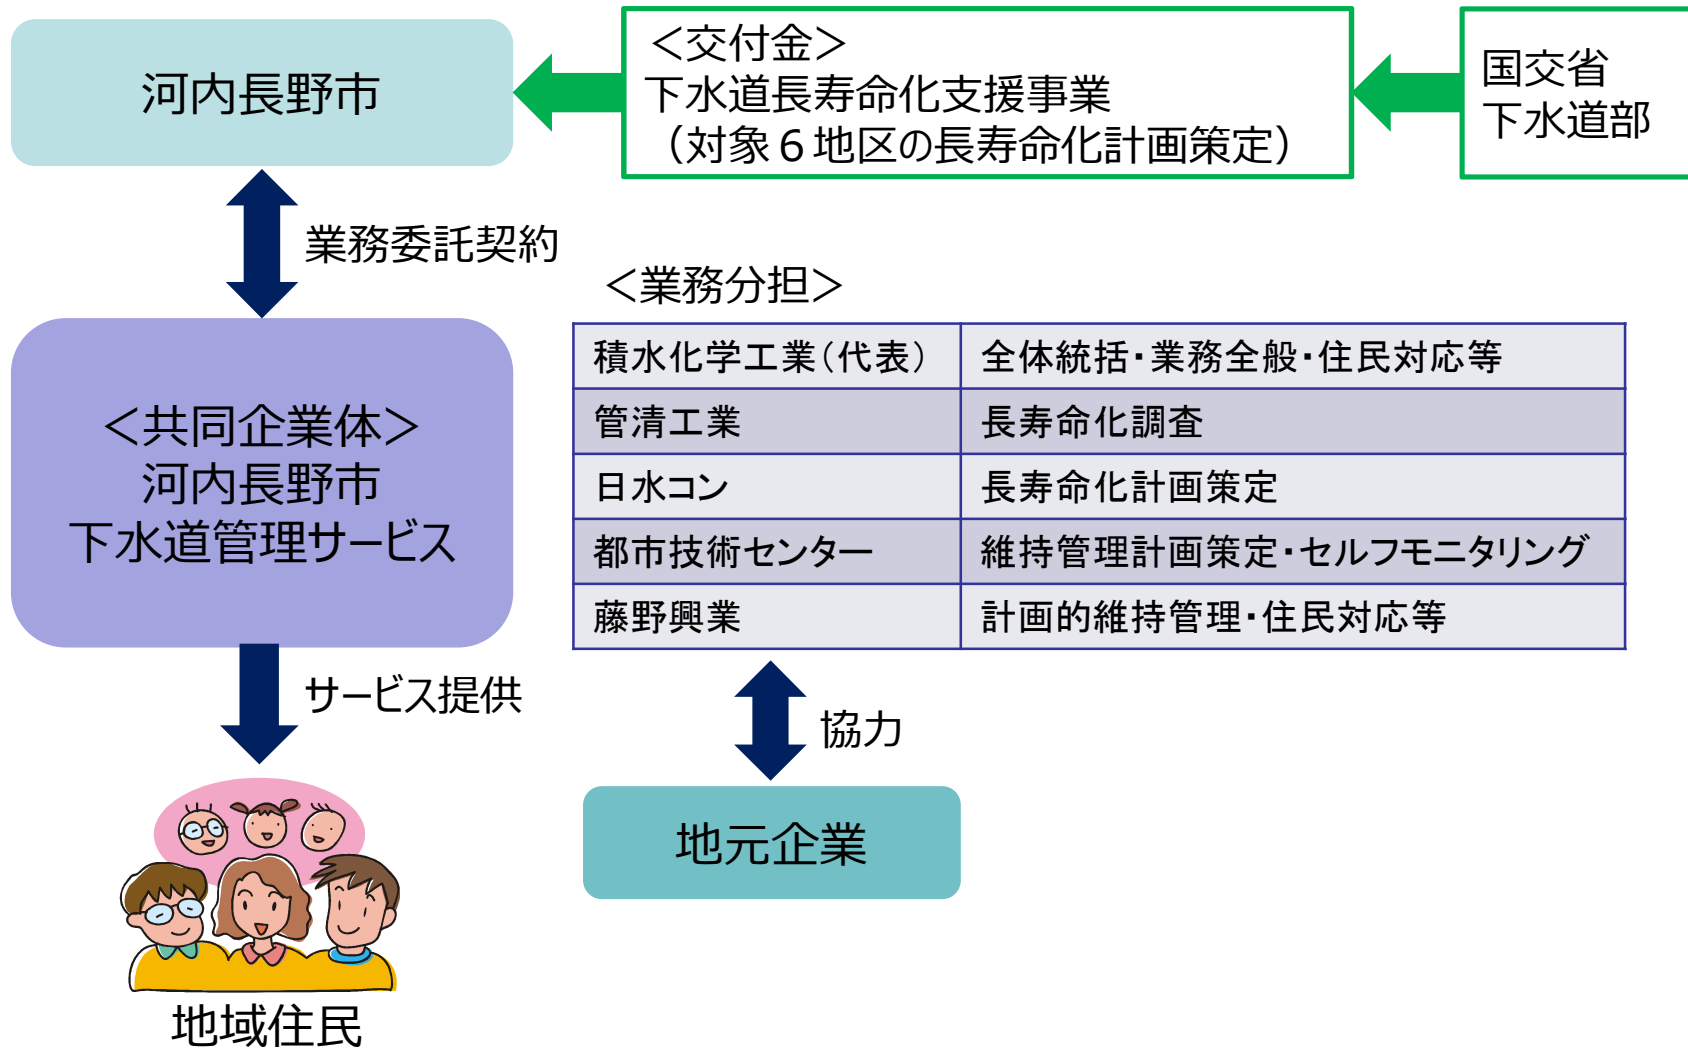 河内長野市
＜交付金＞
下水道長寿命化支援事業
（対象６地区の長寿命化計画策定）
国交省
下水道部
業務委託契約
＜業務分担＞
積水化学工業（代表） 全体統括・業務全般・住民対応等
管清工業 長寿命化調査
日水コン 長寿命化計画策定
都市技術センター 維持管理計画策定・セルフモニタリング
藤野興業 計画的維持管理・住民対応等
＜共同企業体＞
河内長野市
下水道管理サービス
サービス提供
協力
地元企業
地域住民